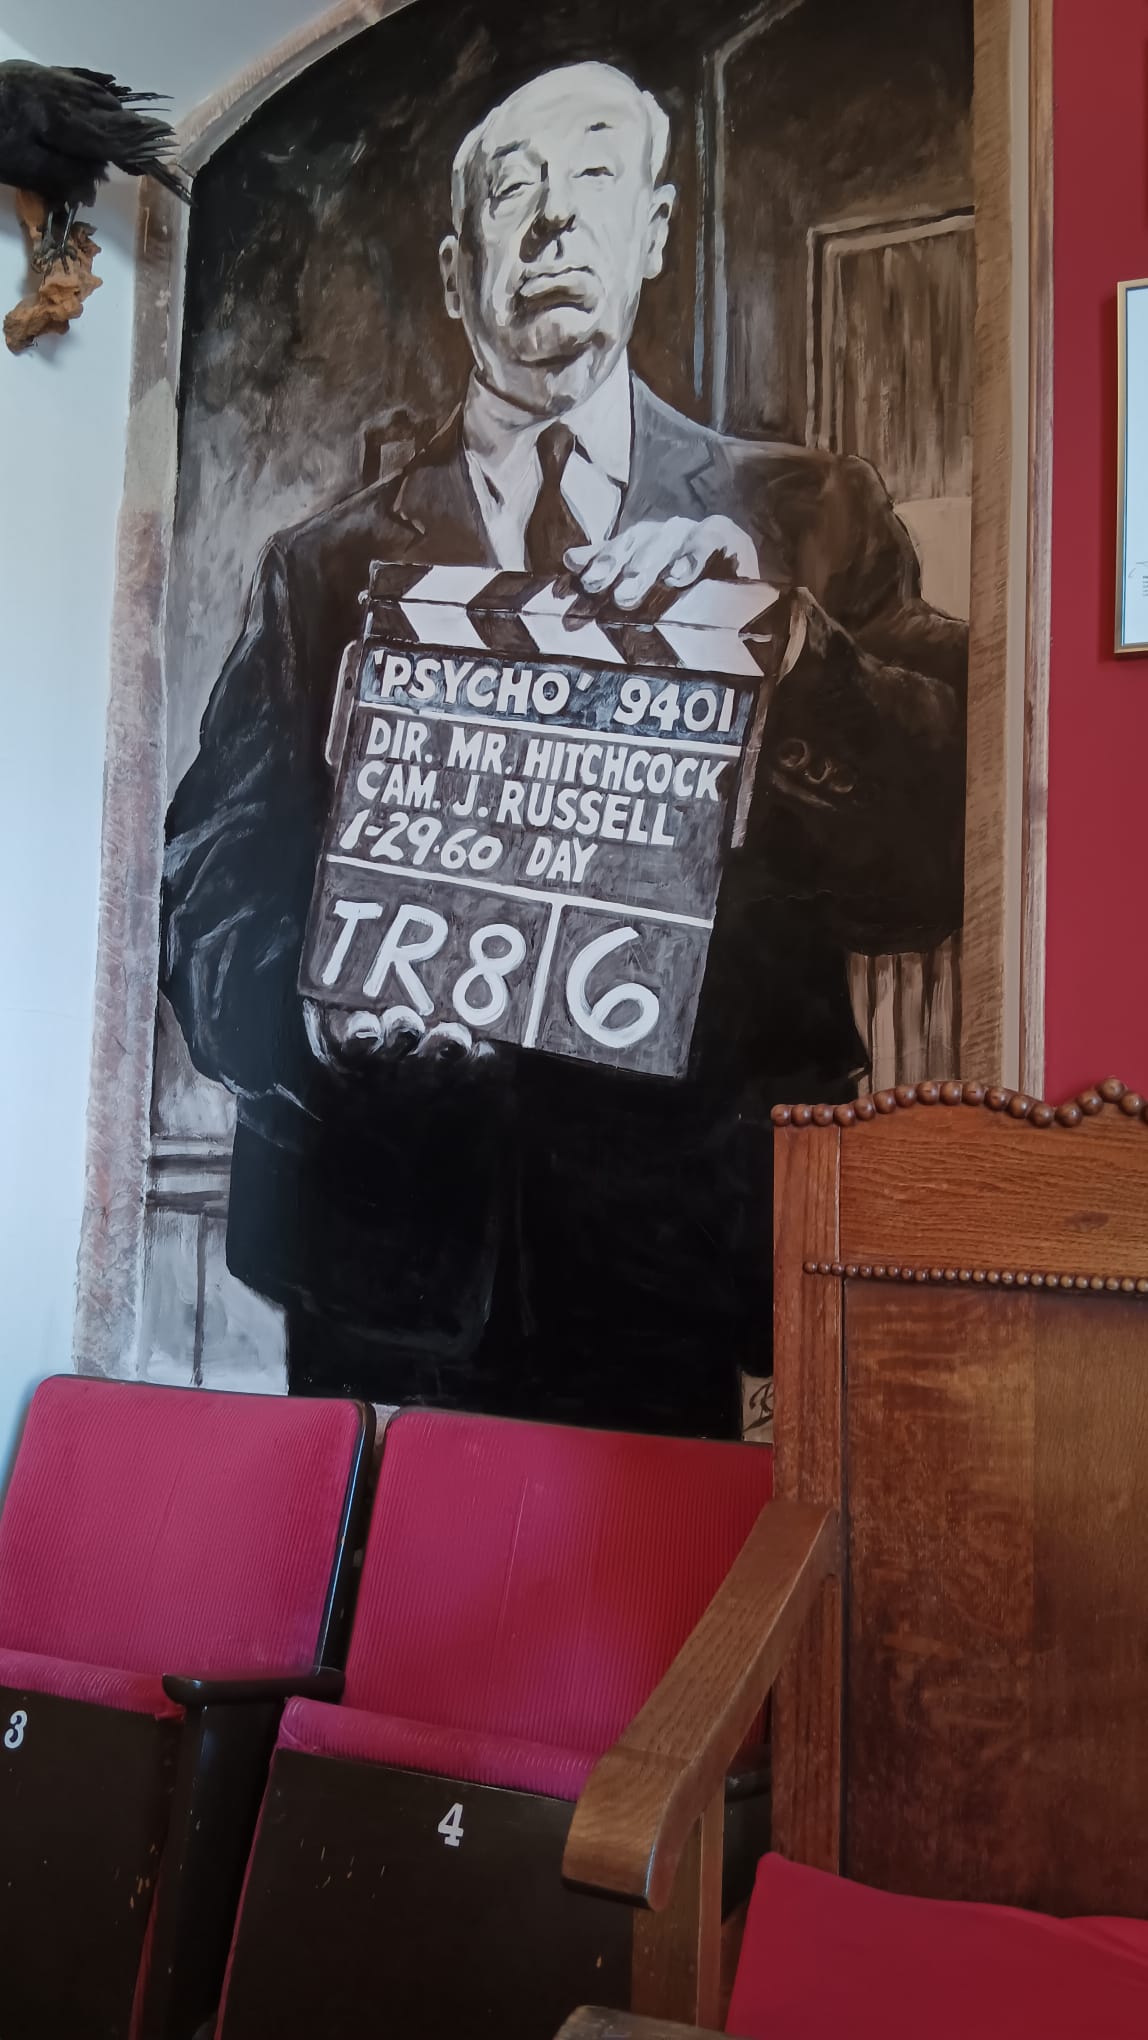 'PSYCHO' 9401
DIR. MR. HITCHCOCK
CAM. J. RUSSELL
1-29-60 DAY
TR8 6
3
4